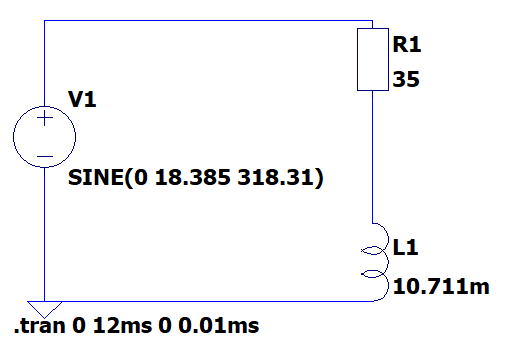 R1
35
V1
+
SINE(0 18.385 318.31)
L1
10.711m
.tran 0 12ms 0 0.01ms